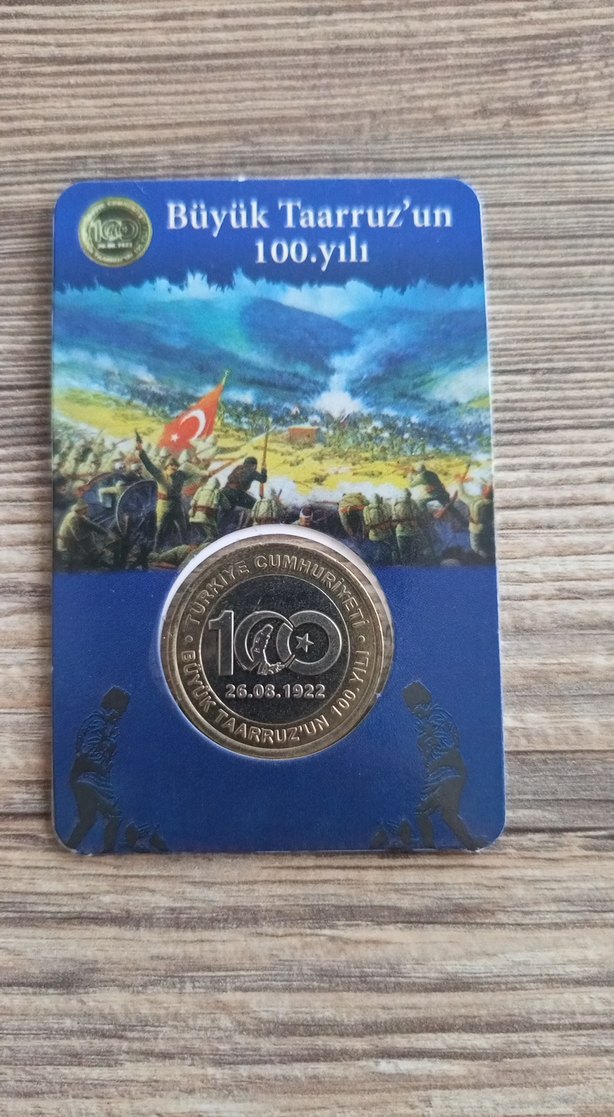 Büyük Taarruz'un
100.yılı
TÜRKİYE CUMHURİYETİ
100
26.08.1922
BÜYÜK TAARRUZ'UN 100. YILI